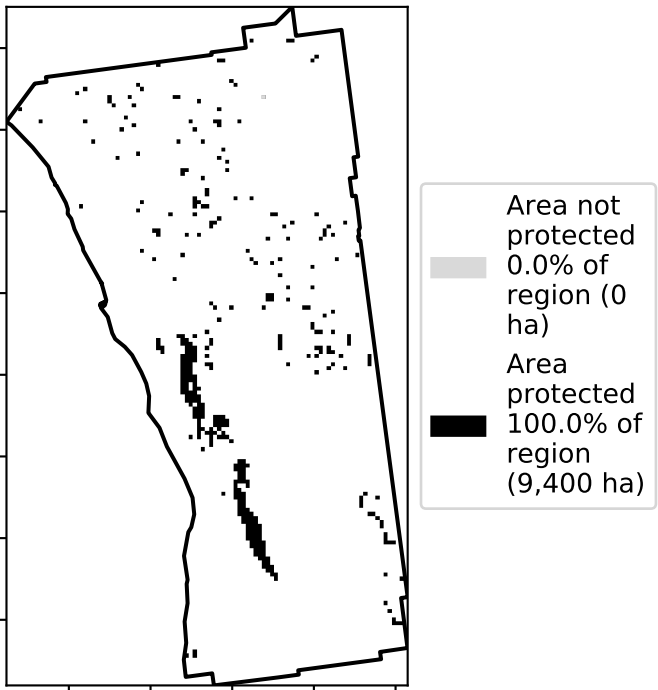 Area not
protected
0.0% of
region (0
ha)
Area
protected
100.0% of
region
(9,400 ha)